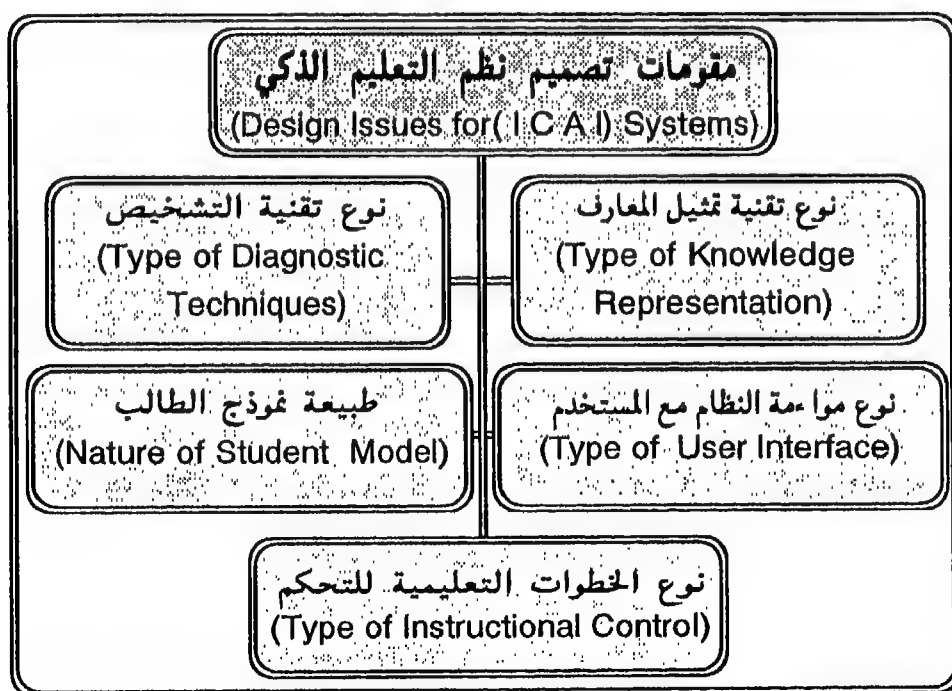 مقومات تصميم نظم التعليم الذكي
(Design Issues for( I C A I) Systems)
نوع تقنية تمثيل المعارف
(Type of Knowledge
Representation)
نوع تقنية التشخيص
(Type of Diagnostic
Techniques)
نوع مواءمة النظام مع المستخدم
(Type of User Interface)
طبيعة نموذج الطالب
(Nature of Student Model)
نوع الخطوات التعليمية للتحكم
(Type of Instructional Control)